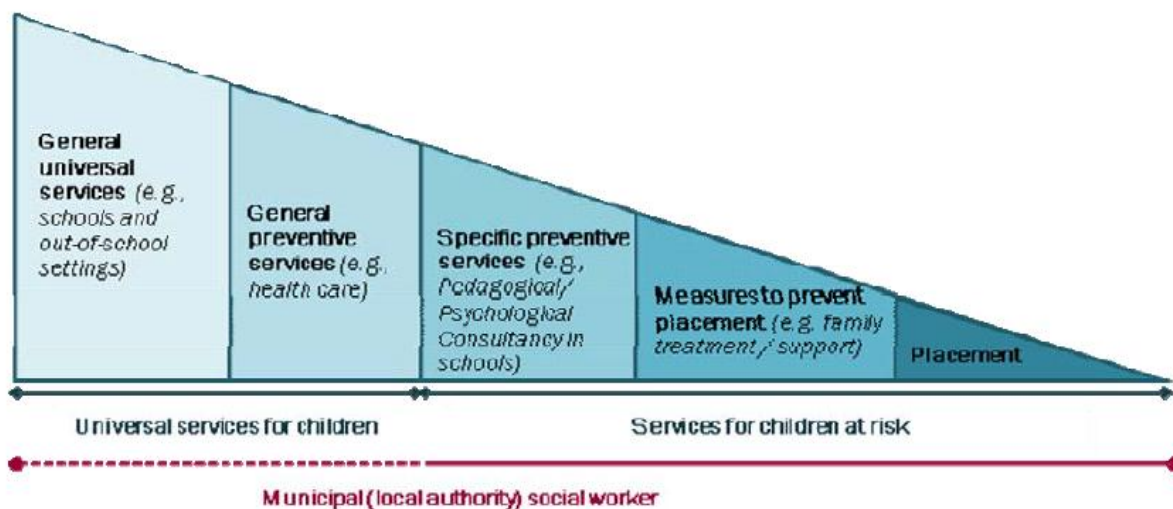 General
universal
services (e.g.,
schools and
out-of-school
settings)
General
preventive
services (e.g.,
health care)
Specific preventive
services (e.g.,
Pedagogical/
Psychological
Consultancy in
schools)
Measures to prevent
placement (e.g. family
treatment/ support)
Placement
Universal services for children
Services for children at risk
Municipal (local authority) social worker